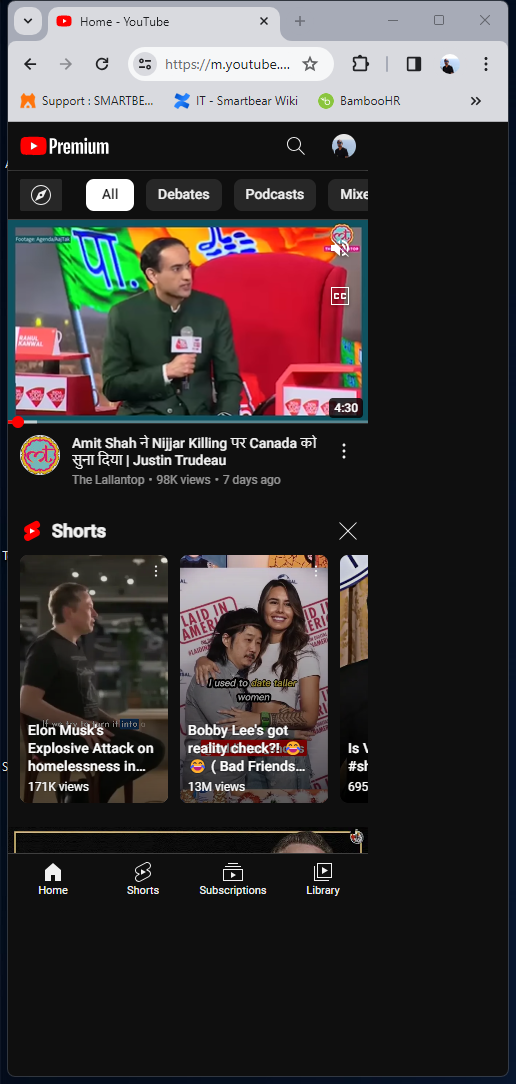 Home - YouTube
https://m.youtube....
Support : SMARTBE...
IT - Smartbear Wiki
BambooHR
Premium
All
Debates
Podcasts
Mixe
Footage:Agenda/AajTak
पा.
RAHUL
KANWAL
CC
4:30
Amit Shah ने Nijjar Killing पर Canada को
सुना दिया | Justin Trudeau
The Lallantop • 98K views • 7 days ago
Shorts
If we try to turn it into
Elon Musk's
Explosive Attack on
homelessness in...
171K views
LAID IN
AMERICA
I used to date taller
women
Bobby Lee's got
reality check?! 😂
😂 ( Bad Friends...
13M views
Is V
#sh
695
Home
Shorts
Subscriptions
Library